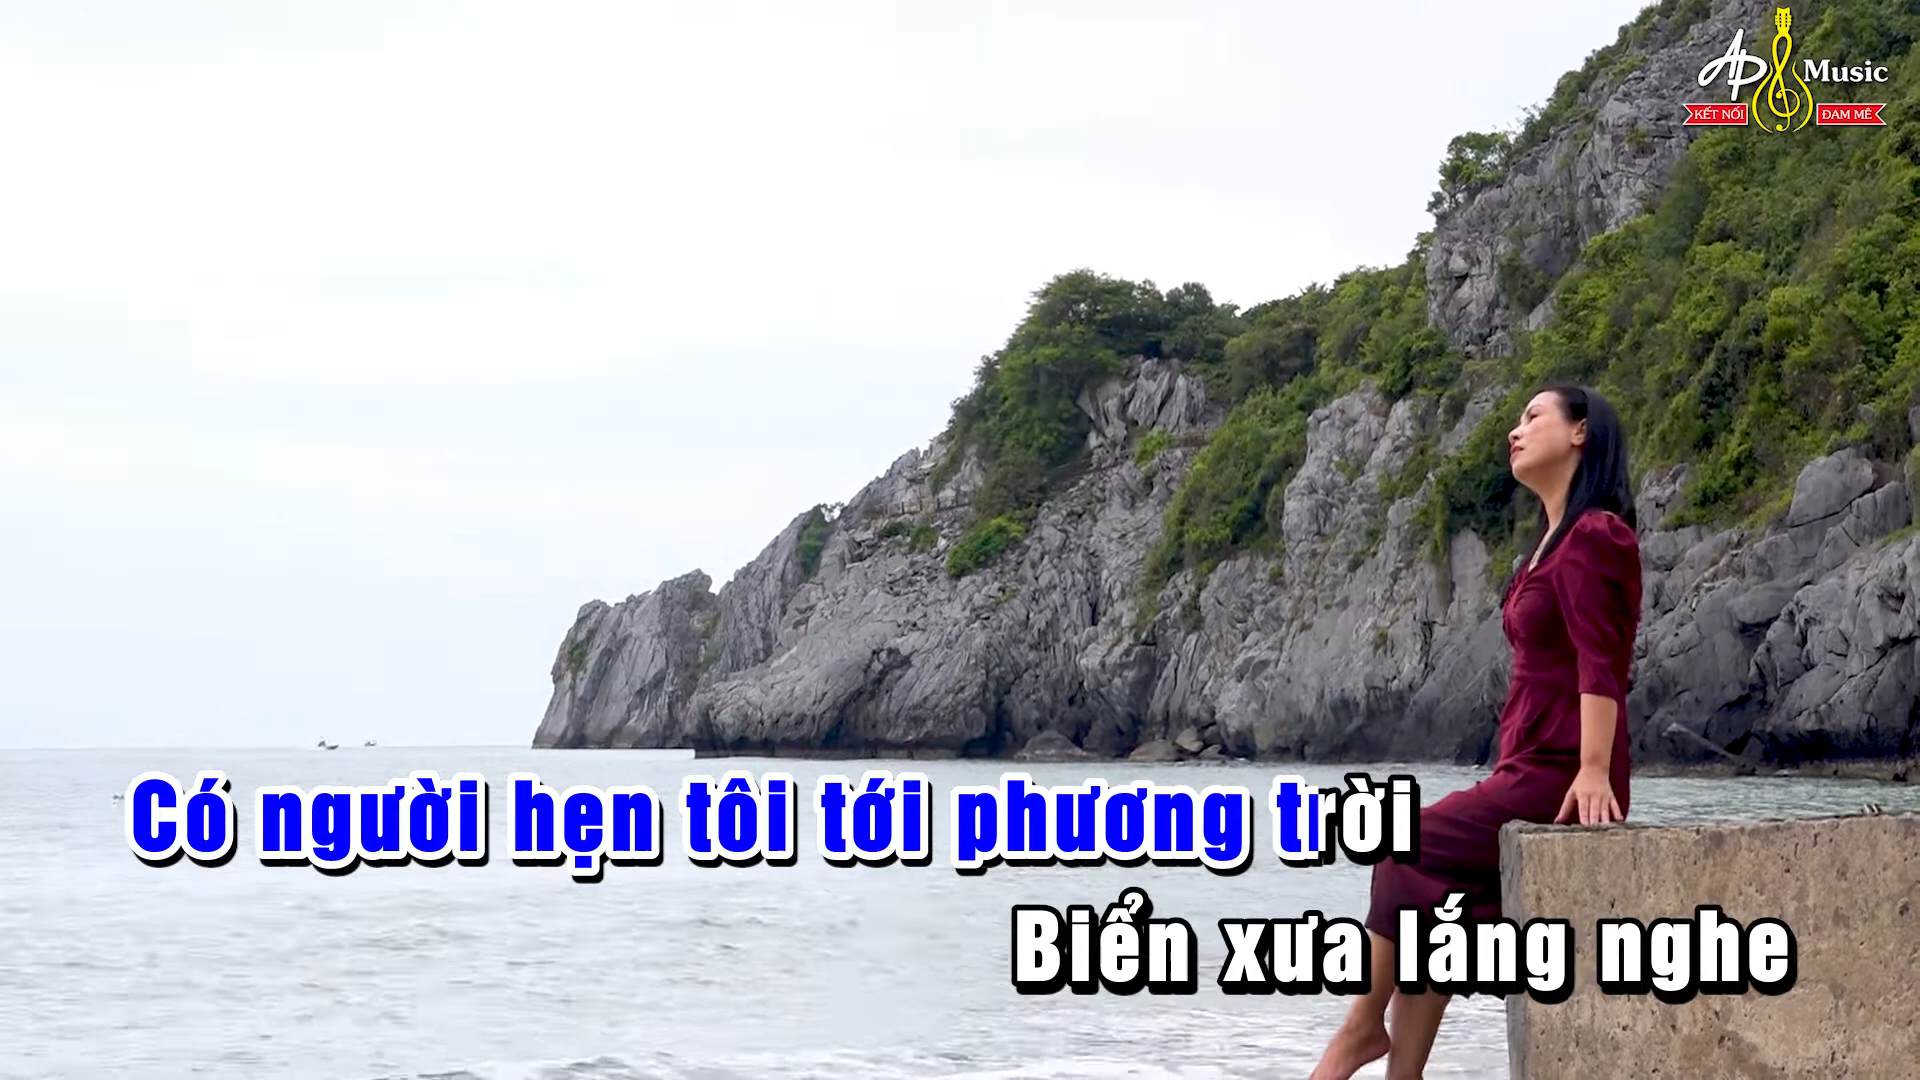 AP Music
KẾT NỐI ĐAM MÊ
Có người hẹn tôi tới phương trời
Biển xưa lắng nghe